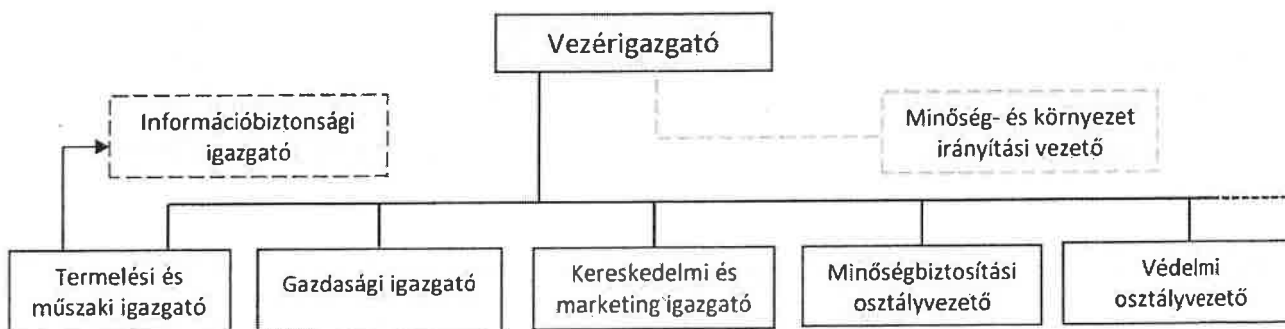 Vezérigazgató
Információbiztonsági
igazgató
Minőség- és környezet
irányítási vezető
Termelési és
műszaki igazgató
Gazdasági igazgató
Kereskedelmi és
marketing igazgató
Minőségbiztosítási
osztályvezető
Védelmi
osztályvezető